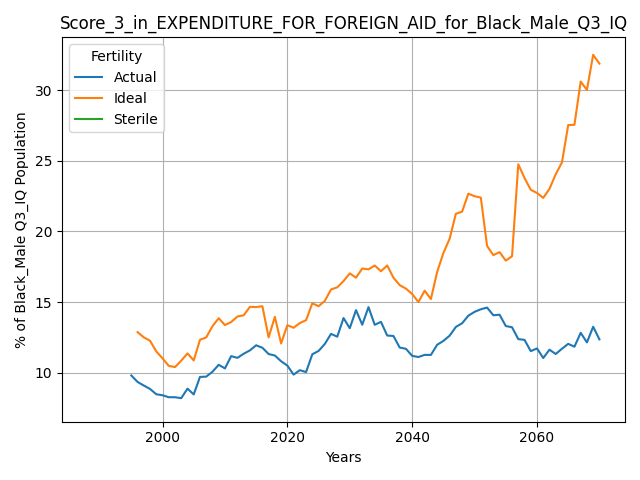 Score_3_in_EXPENDITURE_FOR_FOREIGN_AID_for_Black_Male_Q3_IQ
Fertility
Actual
Ideal
Sterile
% of Black_Male Q3_IQ Population
30
25
20
15
10
2000
2020
2040
2060
Years